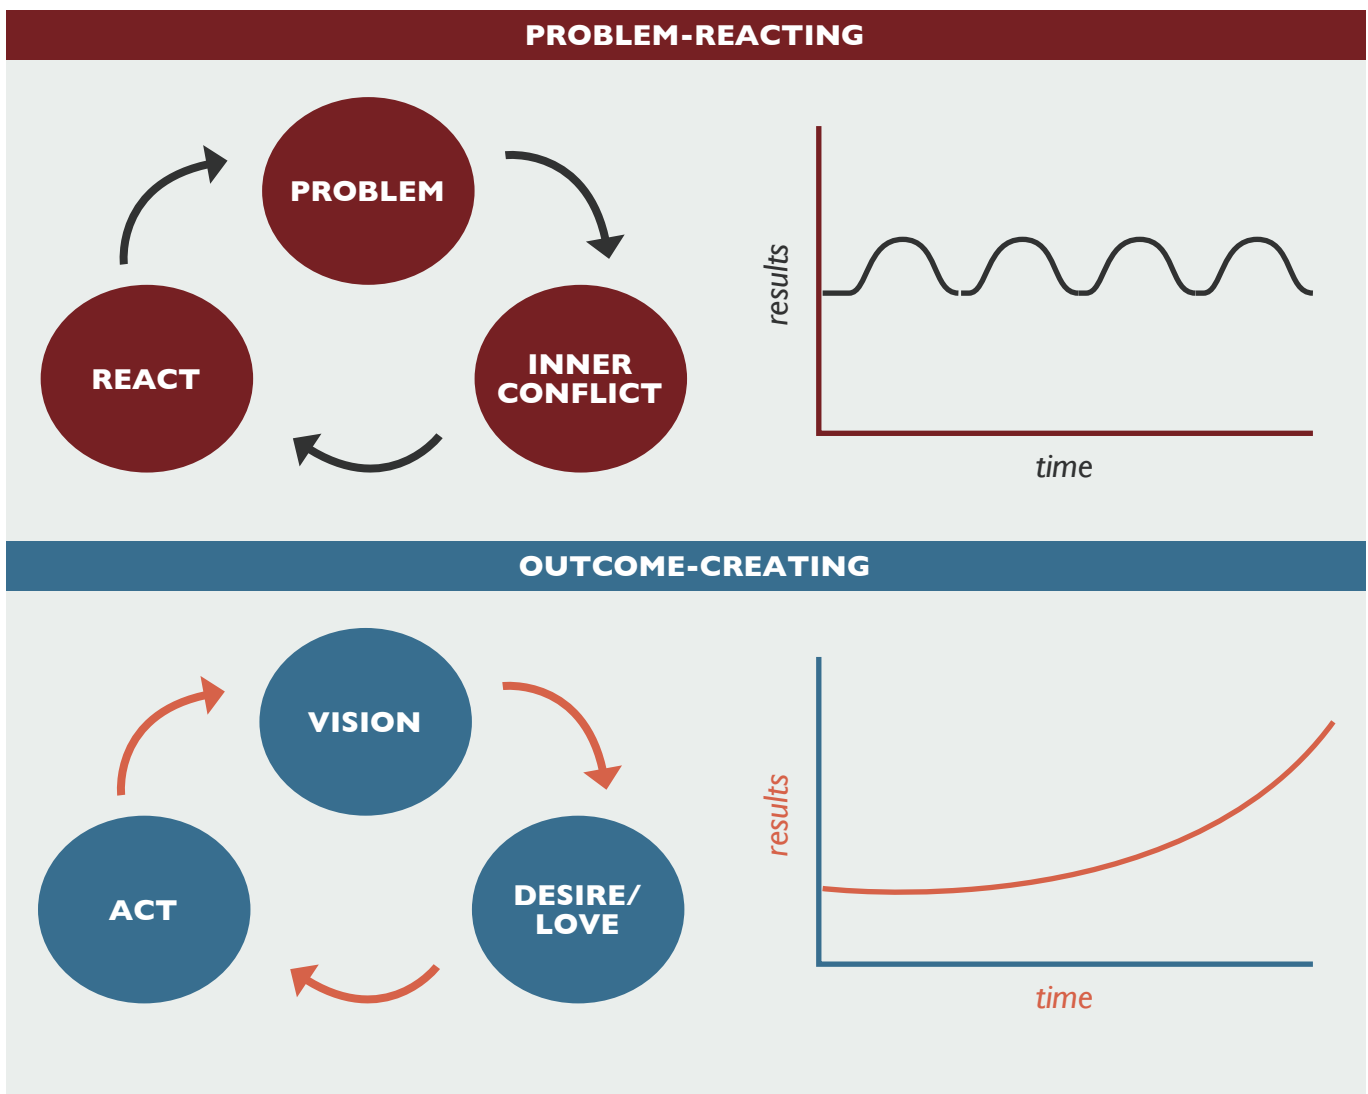 PROBLEM-REACTING
PROBLEM
REACT
INNER
CONFLICT
results
time
OUTCOME-CREATING
VISION
ACT
DESIRE/
LOVE
results
time